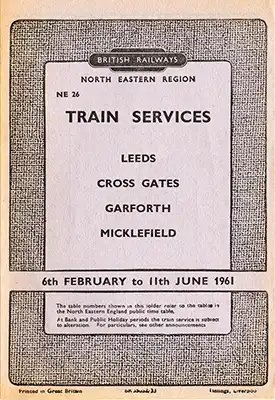 BRITISH RAILWAYS
NORTH EASTERN REGION
NE 26
TRAIN SERVICES
LEEDS
CROSS GATES
GARFORTH
MICKLEFIELD
6th FEBRUARY to 11th JUNE 1961
The table numbers shown in this folder refer to the tables in
the North Eastern England public time table.
At Bank and Public Holiday periods the train service is subject
to alteration. For particulars, see other announcements
Printed in Great Britain
Liverpool